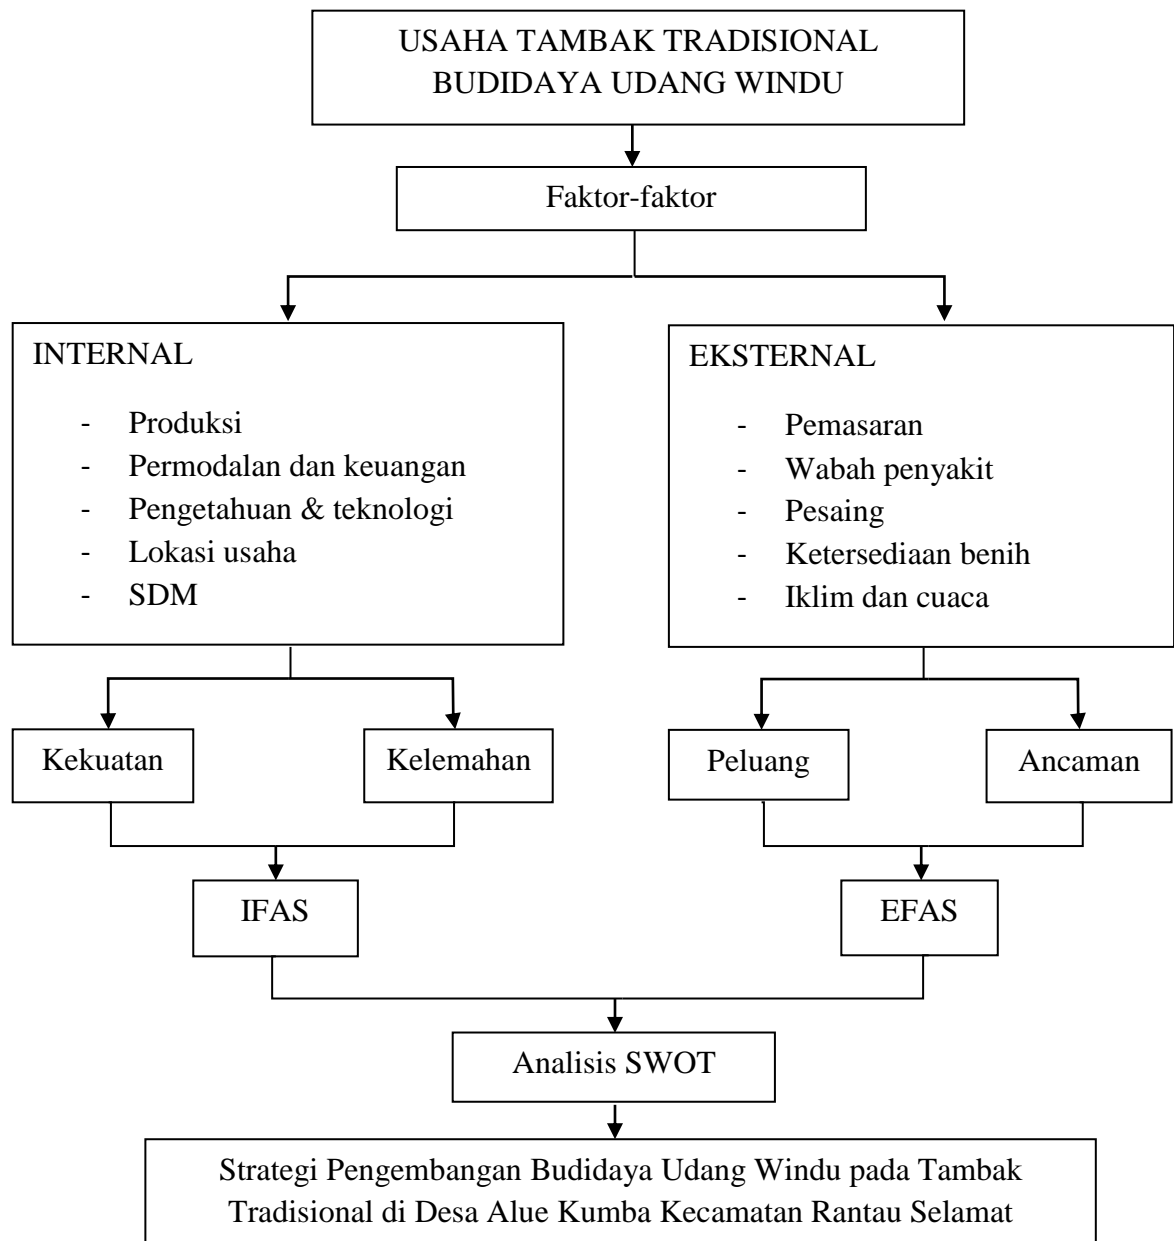 USAHA TAMBAK TRADISIONAL
BUDIDAYA UDANG WINDU
Faktor-faktor
INTERNAL
- Produksi
- Permodalan dan keuangan
- Pengetahuan & teknologi
- Lokasi usaha
- SDM
EKSTERNAL
- Pemasaran
- Wabah penyakit
- Pesaing
- Ketersediaan benih
- Iklim dan cuaca
Kekuatan
Kelemahan
Peluang
Ancaman
IFAS
EFAS
Analisis SWOT
Strategi Pengembangan Budidaya Udang Windu pada Tambak
Tradisional di Desa Alue Kumba Kecamatan Rantau Selamat